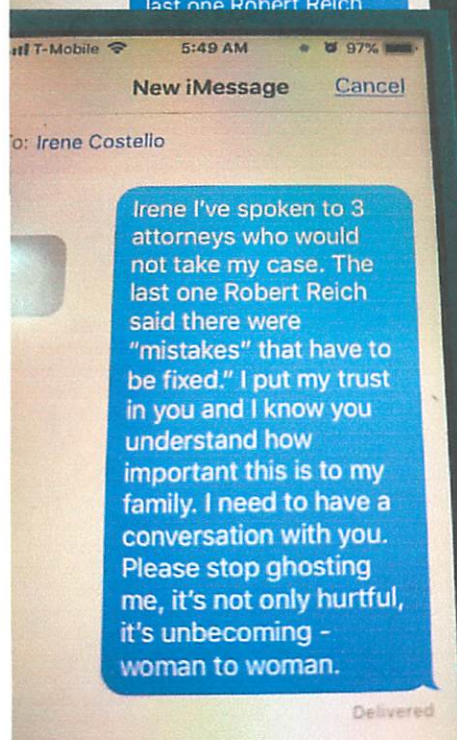 last one Robert Reich
T-Mobile 5:49 AM 97%
New iMessage Cancel
o: Irene Costello
Irene I've spoken to 3
attorneys who would
not take my case. The
last one Robert Reich
said there were
"mistakes" that have to
be fixed." I put my trust
in you and I know you
understand how
important this is to my
family. I need to have a
conversation with you.
Please stop ghosting
me, it's not only hurtful,
it's unbecoming -
woman to woman.
Delivered